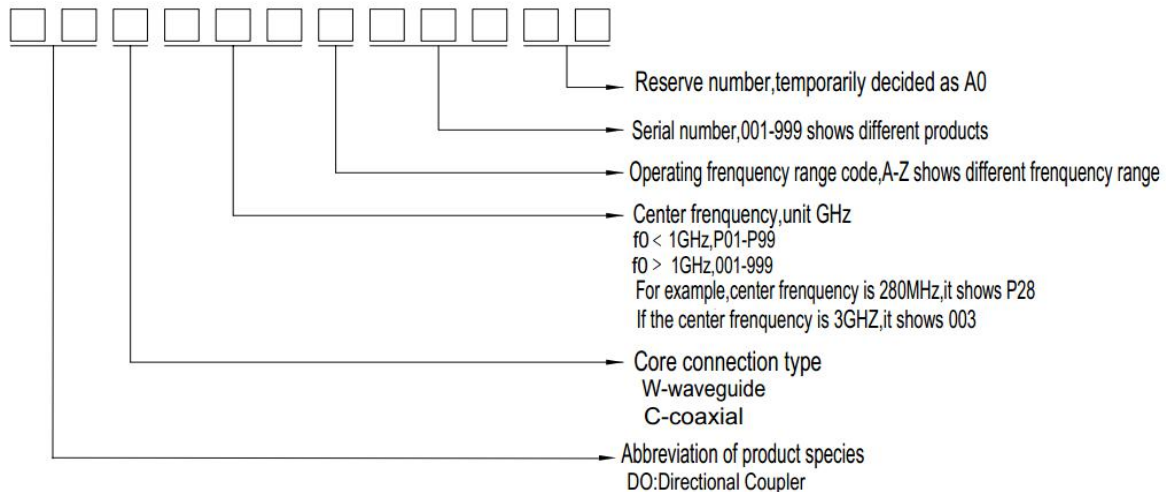 Reserve number,temporarily decided as A0
Serial number,001-999 shows different products
Operating frenquency range code,A-Z shows different frenquency range
Center frenquency,unit GHz
f0< 1GHz,P01-P99
f0> 1GHz,001-999
For example,center frenquency is 280MHz,it shows P28
If the center frenquency is 3GHZ,it shows 003
Core connection type
W-waveguide
C-coaxial
Abbreviation of product species
DO:Directional Coupler